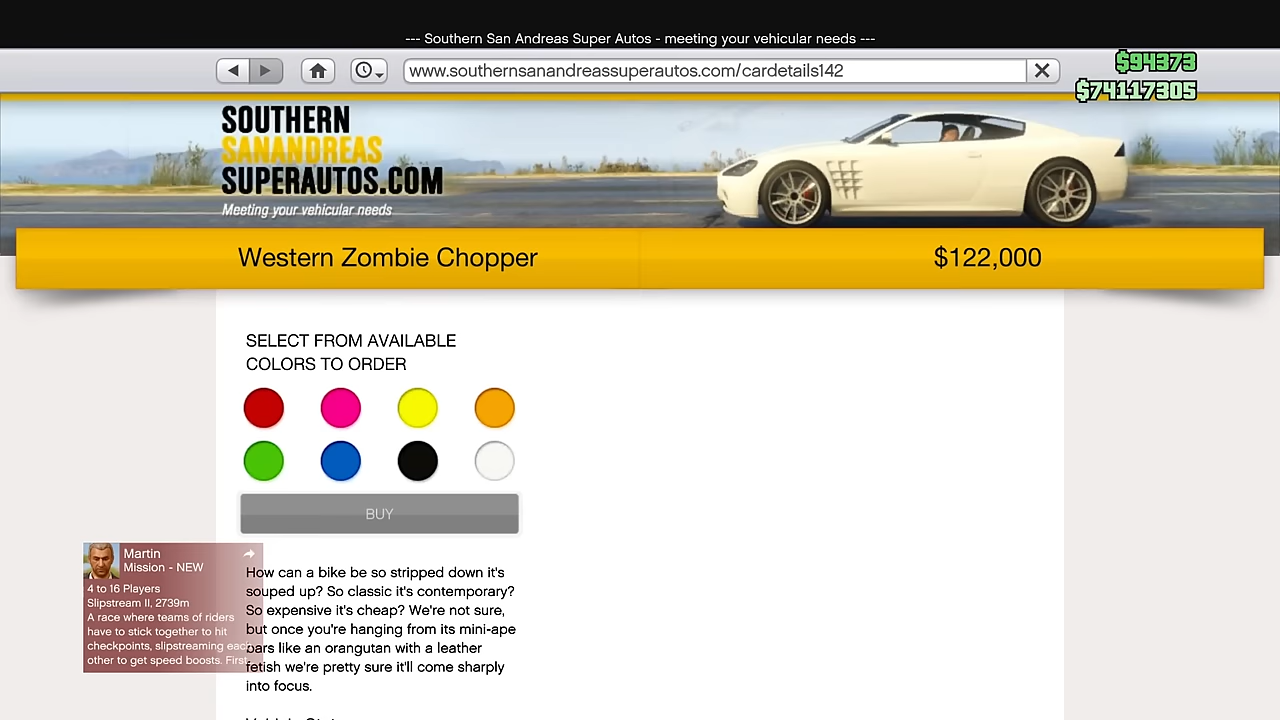 --- Southern San Andreas Super Autos - meeting your vehicular needs ---
www.southernsanandreassuperautos.com/cardetails142
$94373
$74117305
SOUTHERN
SANANDREAS
SUPERAUTOS.COM
Meeting your vehicular needs
Western Zombie Chopper
$122,000
SELECT FROM AVAILABLE
COLORS TO ORDER
BUY
How can a bike be so stripped down it's
souped up? So classic it's contemporary?
So expensive it's cheap? We're not sure,
but once you're hanging from its mini-ape
bars like an orangutan with a leather
fetish we're pretty sure it'll come sharply
into focus.
Martin
Mission - NEW
4 to 16 Players
Slipstream II, 2739m
A race where teams of riders
have to stick together to hit
checkpoints, slipstreaming each
other to get speed boosts. First